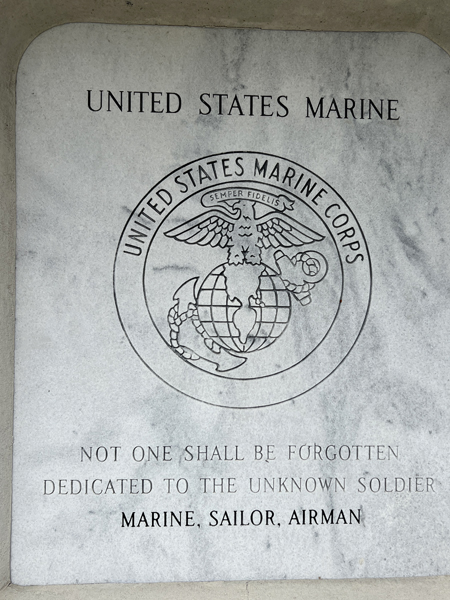 UNITED STATES MARINE
UNITED STATES MARINE CORPS
SEMPER FIDELIS
NOT ONE SHALL BE FORGOTTEN
DEDICATED TO THE UNKNOWN SOLDIER
MARINE, SAILOR, AIRMAN